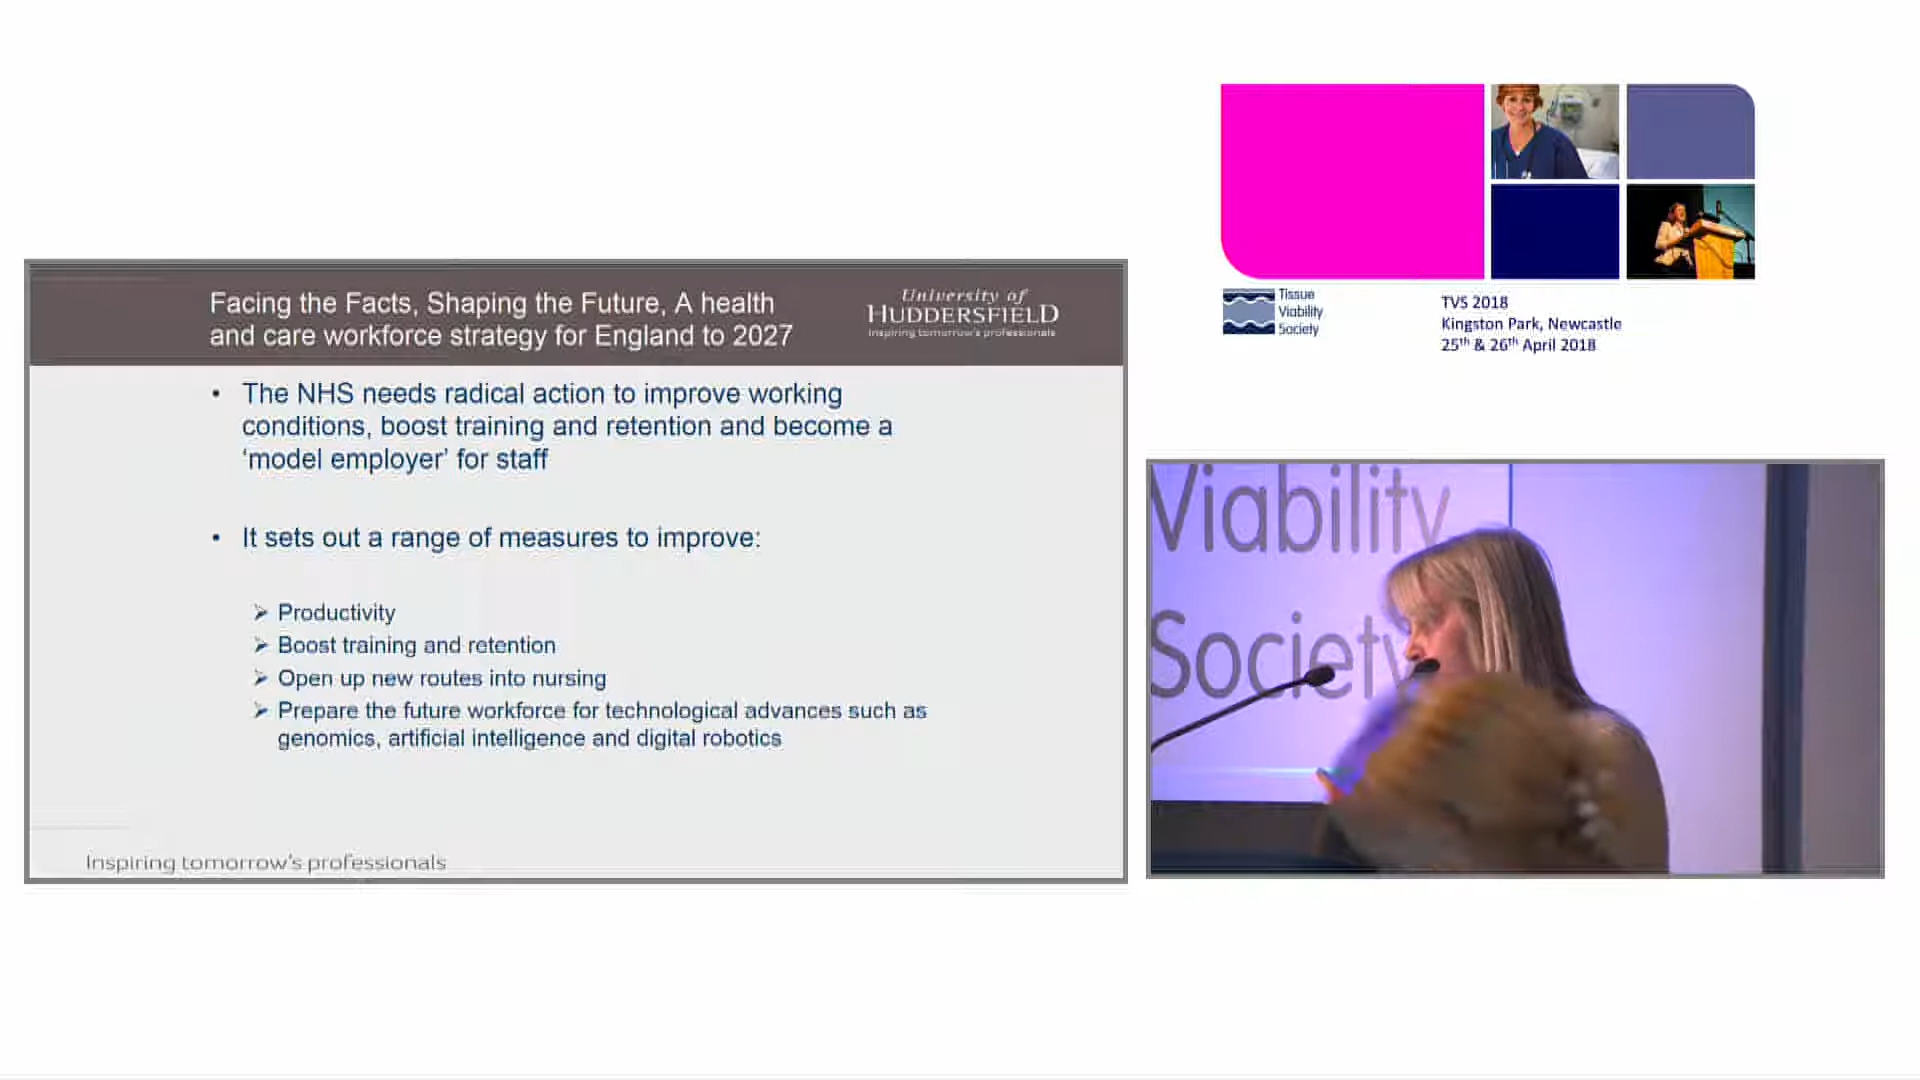 Facing the Facts, Shaping the Future, A health
and care workforce strategy for England to 2027
University of
HUDDERSFIELD
Inspiring tomorrow's professionals
• The NHS needs radical action to improve working
conditions, boost training and retention and become a
‘model employer’ for staff
• It sets out a range of measures to improve:
➢ Productivity
➢ Boost training and retention
➢ Open up new routes into nursing
➢ Prepare the future workforce for technological advances such as
genomics, artificial intelligence and digital robotics
Inspiring tomorrow's professionals
Tissue
Viability
Society
TVS 2018
Kingston Park, Newcastle
25th & 26th April 2018
Viability
Society